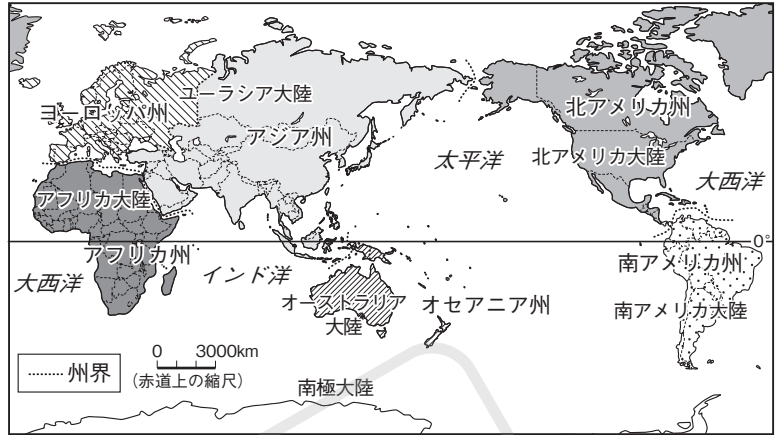 ヨーロッパ州
ユーラシア大陸
アジア州
北アメリカ州
北アメリカ大陸
太平洋
大西洋
アフリカ大陸
アフリカ州
0°
大西洋
インド洋
南アメリカ州
南アメリカ大陸
オーストラリア
大陸
オセアニア州
州界
0 3000km
(赤道上の縮尺)
南極大陸